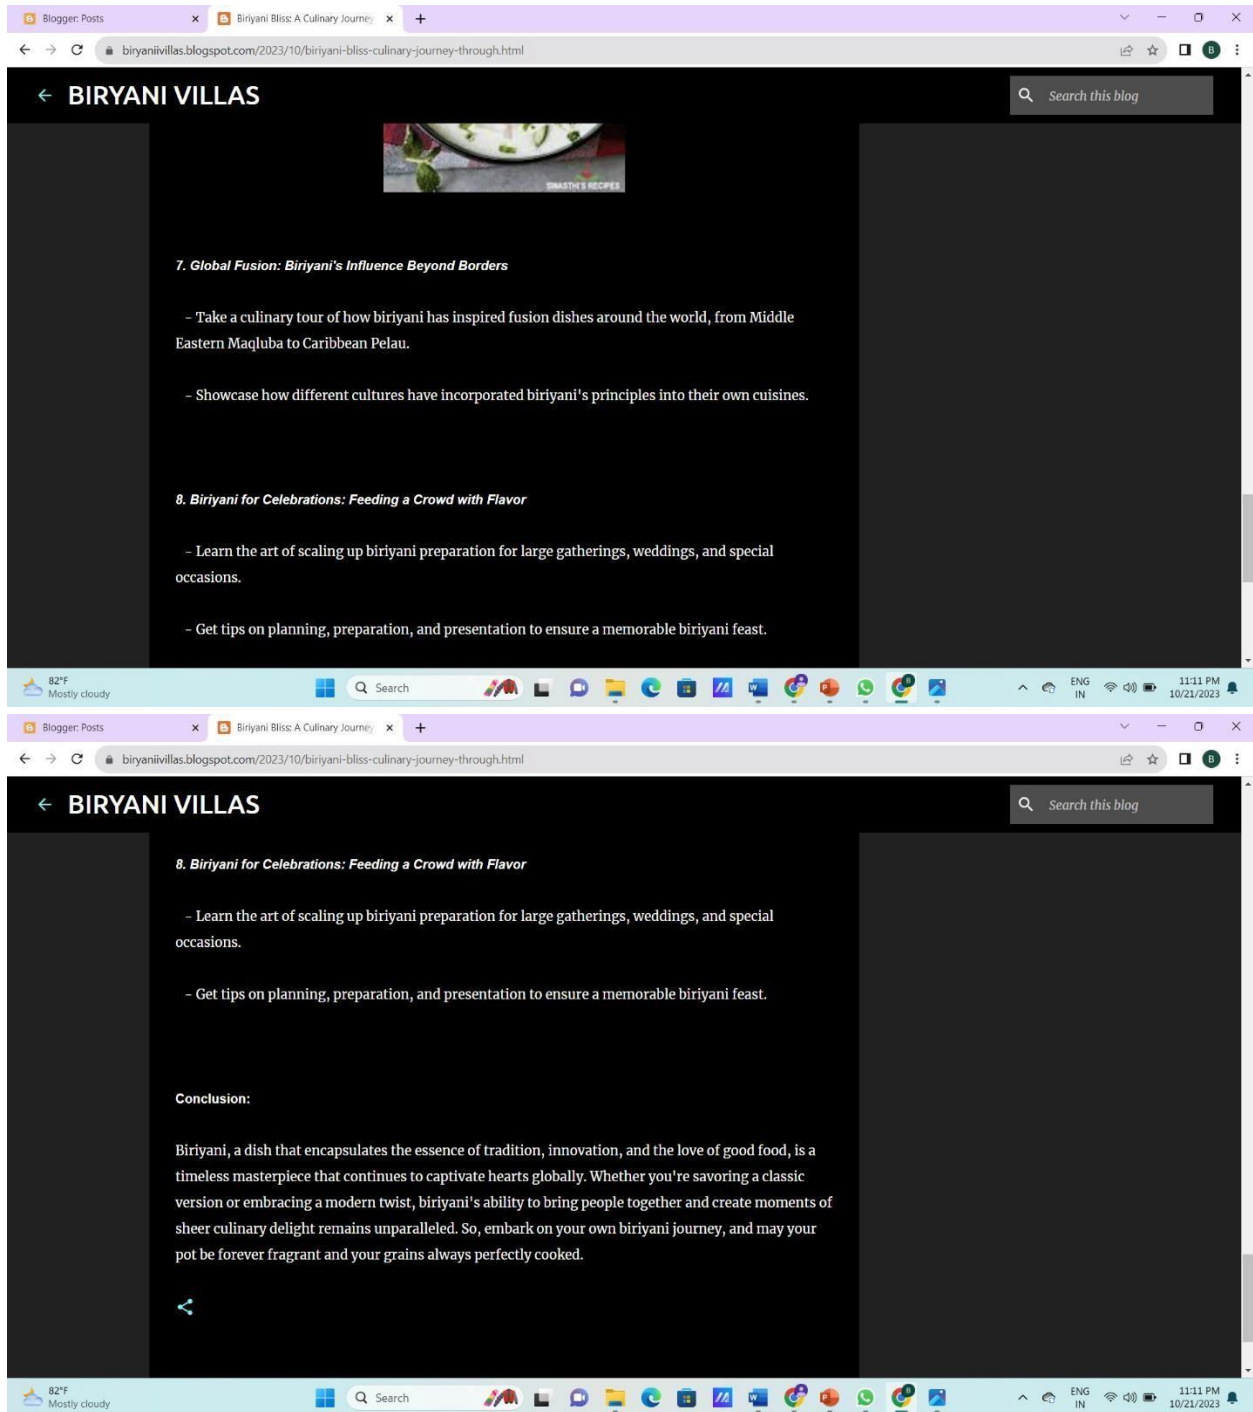 Blogger: Posts
Biriyani Bliss: A Culinary Journey
biryaniivillas.blogspot.com/2023/10/biriyani-bliss-culinary-journey-through.html
B
BIRYANI VILLAS
Search this blog
SWASTHI'S RECIPES
7. Global Fusion: Biriyani's Influence Beyond Borders
- Take a culinary tour of how biriyani has inspired fusion dishes around the world, from Middle
Eastern Maqluba to Caribbean Pelau.
- Showcase how different cultures have incorporated biriyani's principles into their own cuisines.
8. Biriyani for Celebrations: Feeding a Crowd with Flavor
- Learn the art of scaling up biriyani preparation for large gatherings, weddings, and special
occasions.
- Get tips on planning, preparation, and presentation to ensure a memorable biriyani feast.
82°F
Mostly cloudy
Search
ENG
IN
11:11 PM
10/21/2023
Blogger: Posts
Biriyani Bliss: A Culinary Journey
biryaniivillas.blogspot.com/2023/10/biriyani-bliss-culinary-journey-through.html
B
BIRYANI VILLAS
Search this blog
8. Biriyani for Celebrations: Feeding a Crowd with Flavor
- Learn the art of scaling up biriyani preparation for large gatherings, weddings, and special
occasions.
- Get tips on planning, preparation, and presentation to ensure a memorable biriyani feast.
Conclusion:
Biriyani, a dish that encapsulates the essence of tradition, innovation, and the love of good food, is a
timeless masterpiece that continues to captivate hearts globally. Whether you're savoring a classic
version or embracing a modern twist, biriyani's ability to bring people together and create moments of
sheer culinary delight remains unparalleled. So, embark on your own biriyani journey, and may your
pot be forever fragrant and your grains always perfectly cooked.
82°F
Mostly cloudy
Search
ENG
IN
11:11 PM
10/21/2023